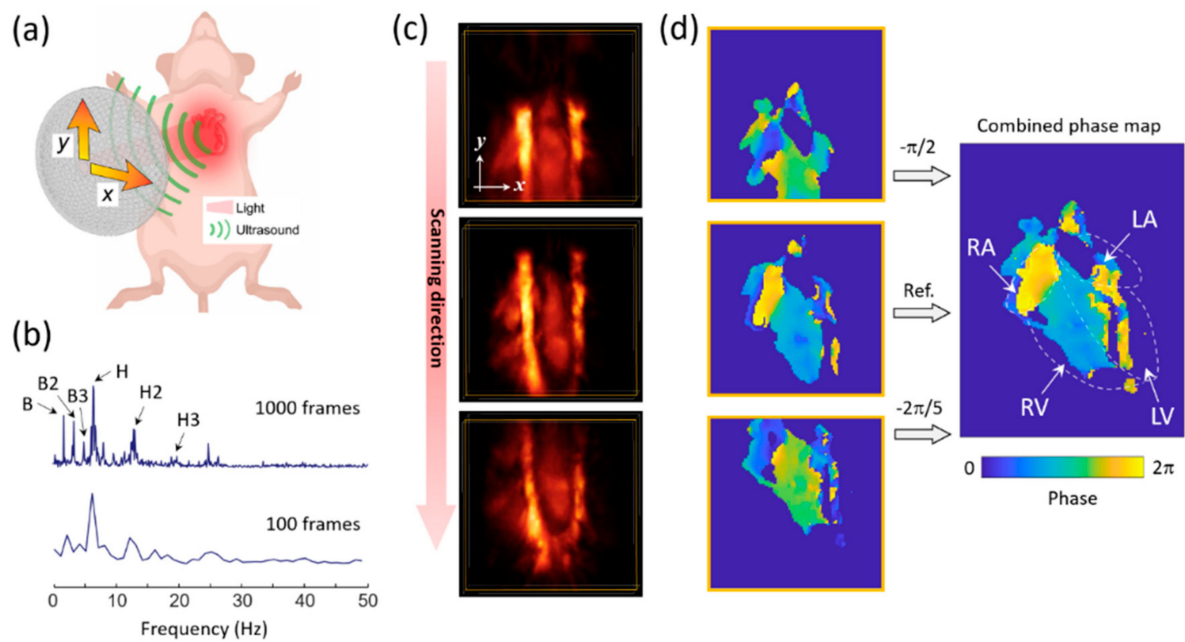 (a)
y
x
Light
Ultrasound
(b)
B
B2
B3
H
H2
H3
1000 frames
100 frames
0 10 20 30 40 50
Frequency (Hz)
(c)
Scanning direction
y
x
(d)
-π/2
Ref.
-2π/5
Combined phase map
RA
LA
RV
LV
0
2π
Phase